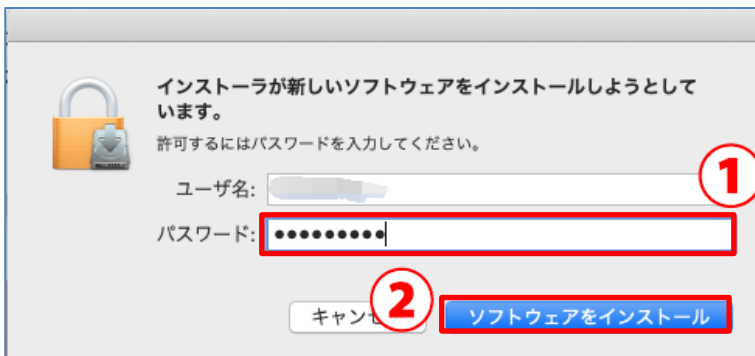 インストーラが新しいソフトウェアをインストールしようとして
います。
許可するにはパスワードを入力してください。
ユーザ名:
1
パスワード: •••••••••
キャンセ
2
ソフトウェアをインストール